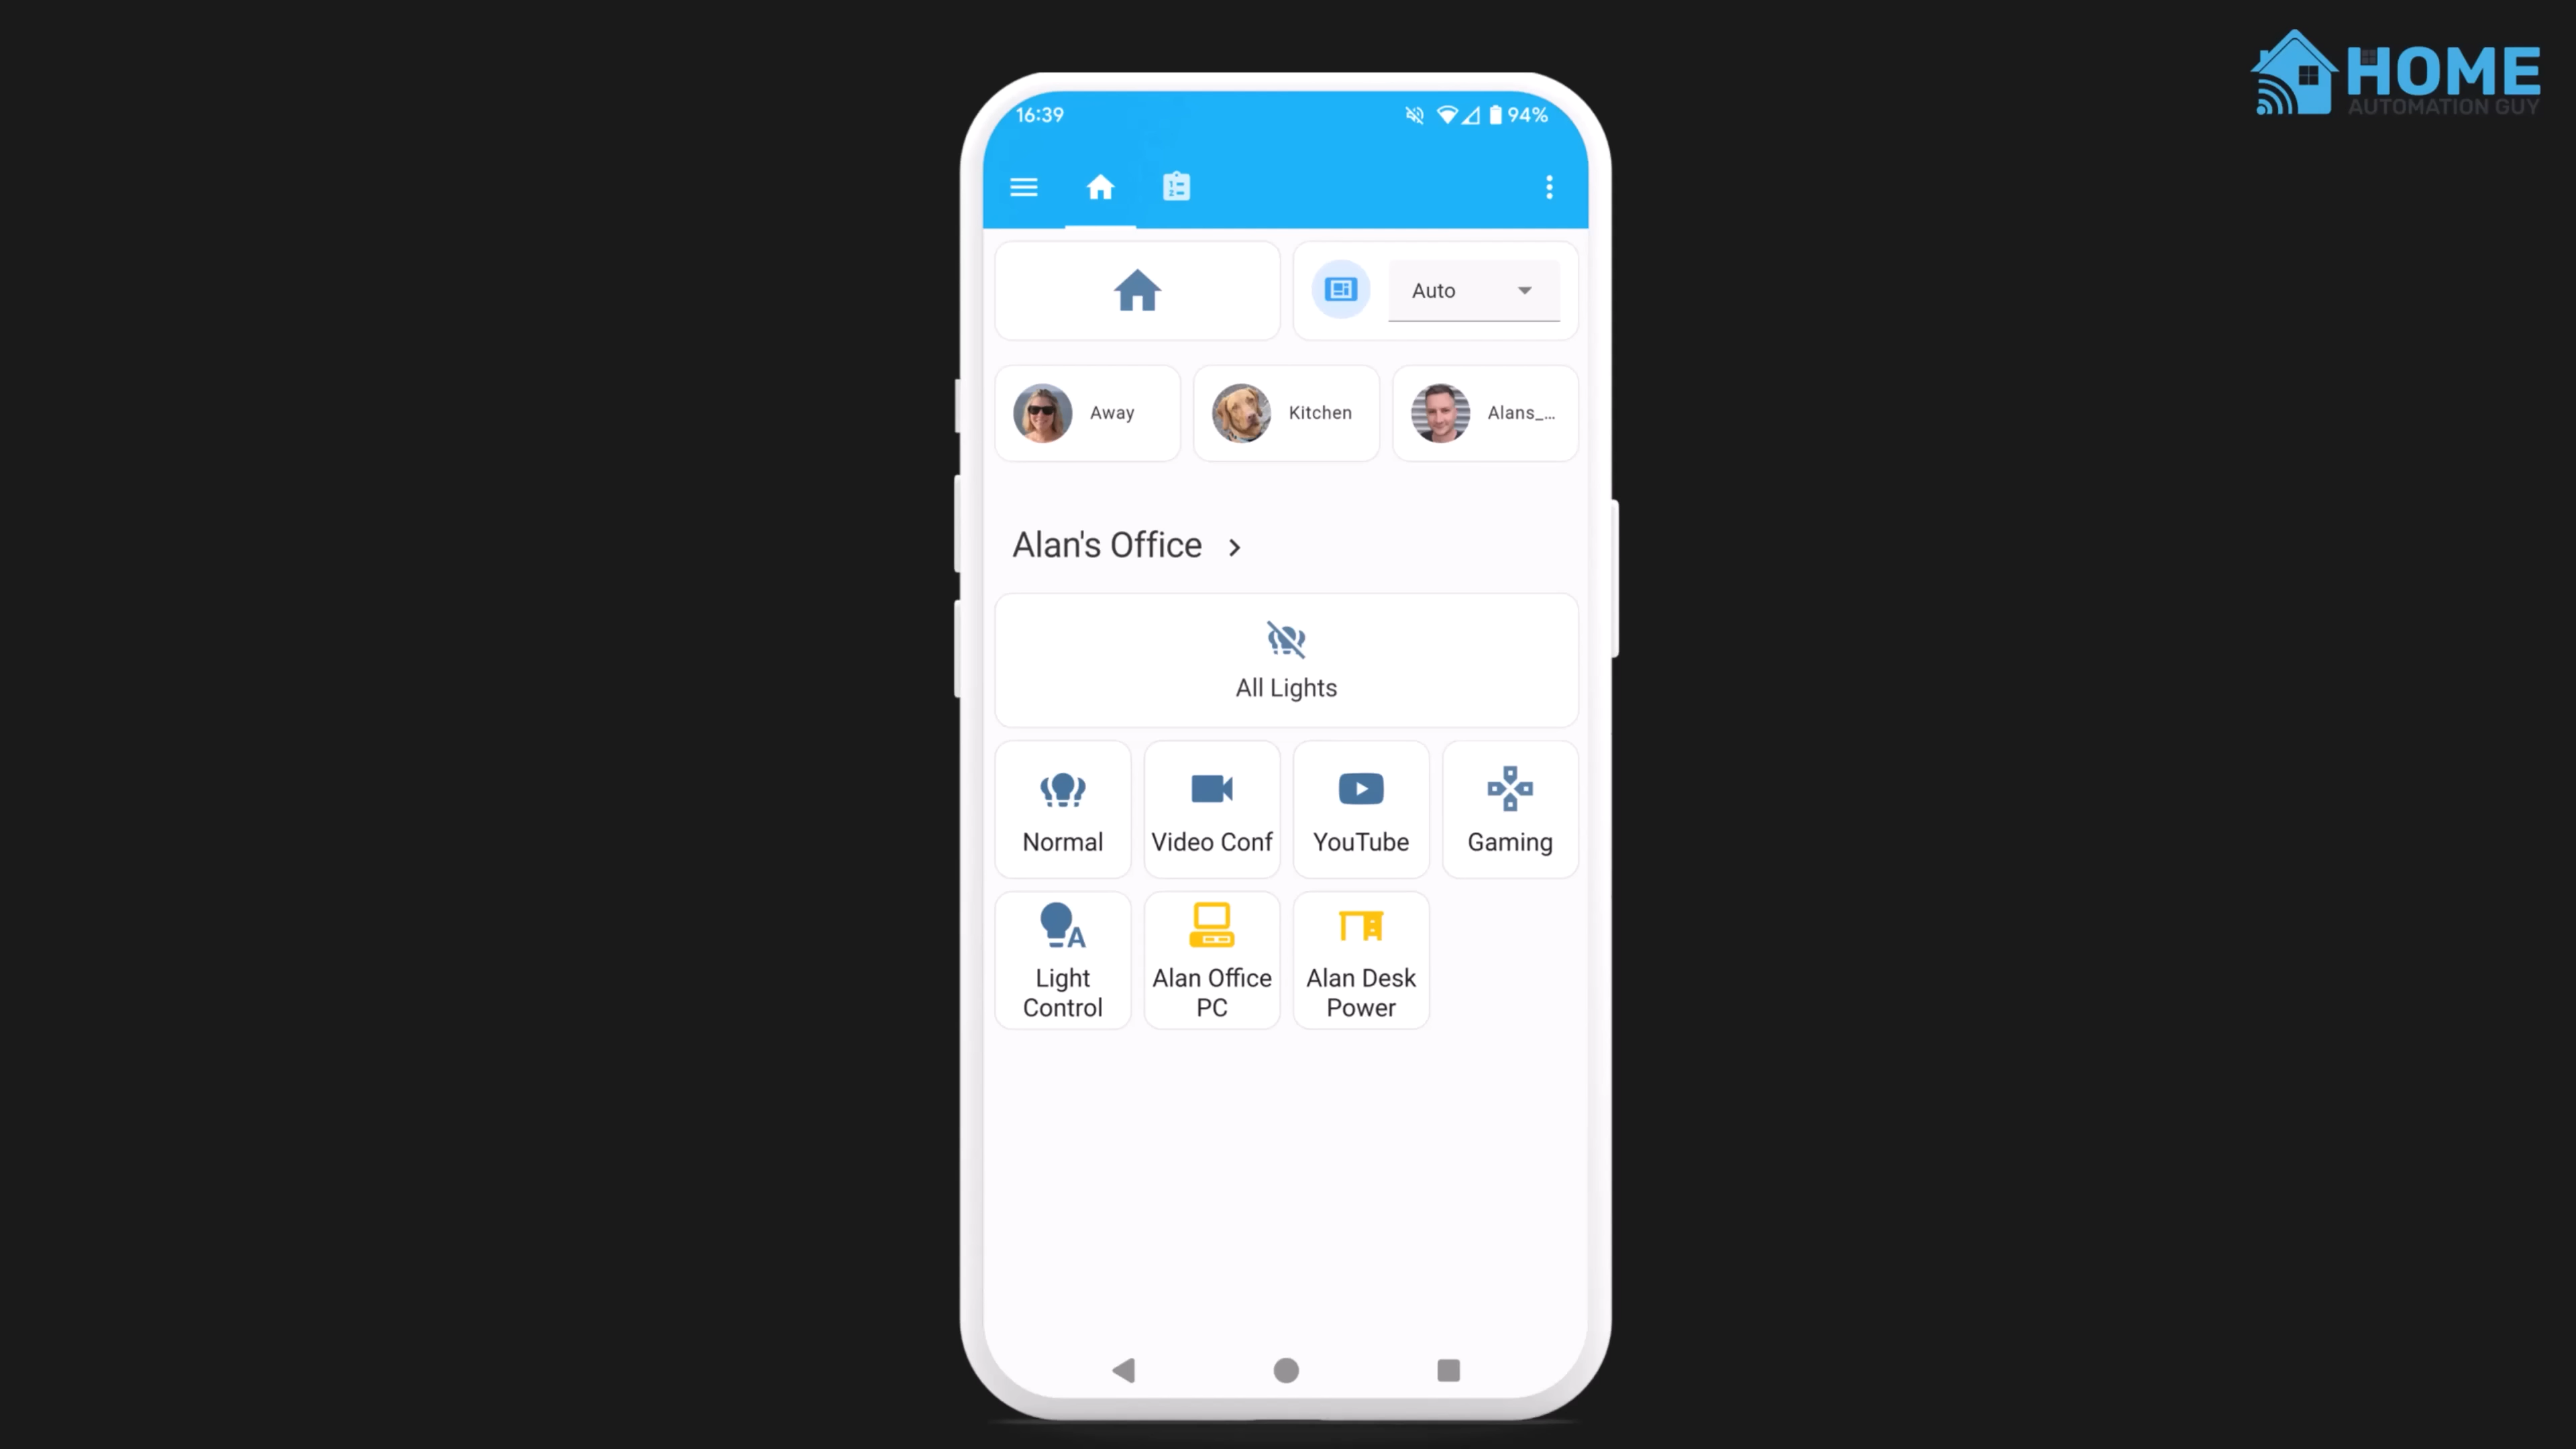 HOME
AUTOMATION GUY
16:39
94%
Auto
Away
Kitchen
Alans_...
Alan's Office
All Lights
Normal
Video Conf
YouTube
Gaming
Light
Control
Alan Office
PC
Alan Desk
Power